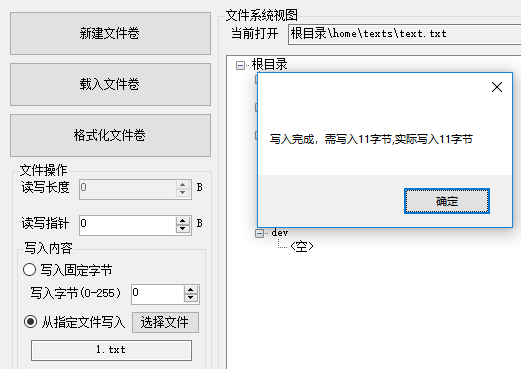 新建文件卷
载入文件卷
格式化文件卷
文件操作
读写长度 0 B
读写指针 0 B
写入内容
写入固定字节
写入字节(0-255) 0
从指定文件写入 选择文件
1.txt
文件系统视图
当前打开 根目录\home\texts\text.txt
根目录
写入完成，需写入11字节,实际写入11字节
确定
dev
<空>